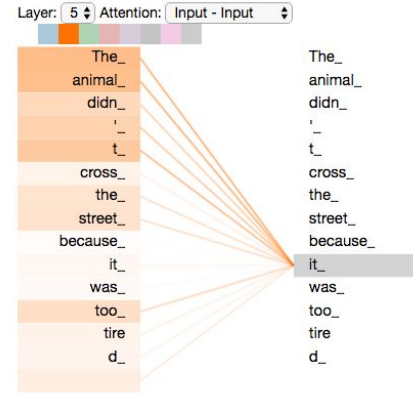 Layer: 5 Attention: Input - Input
The_ The_
animal_ animal_
didn_ didn_
'_ '_
t_ t_
cross_ cross_
the_ the_
street_ street_
because_ because_
it_ it_
was_ was_
too_ too_
tire tire
d_ d_